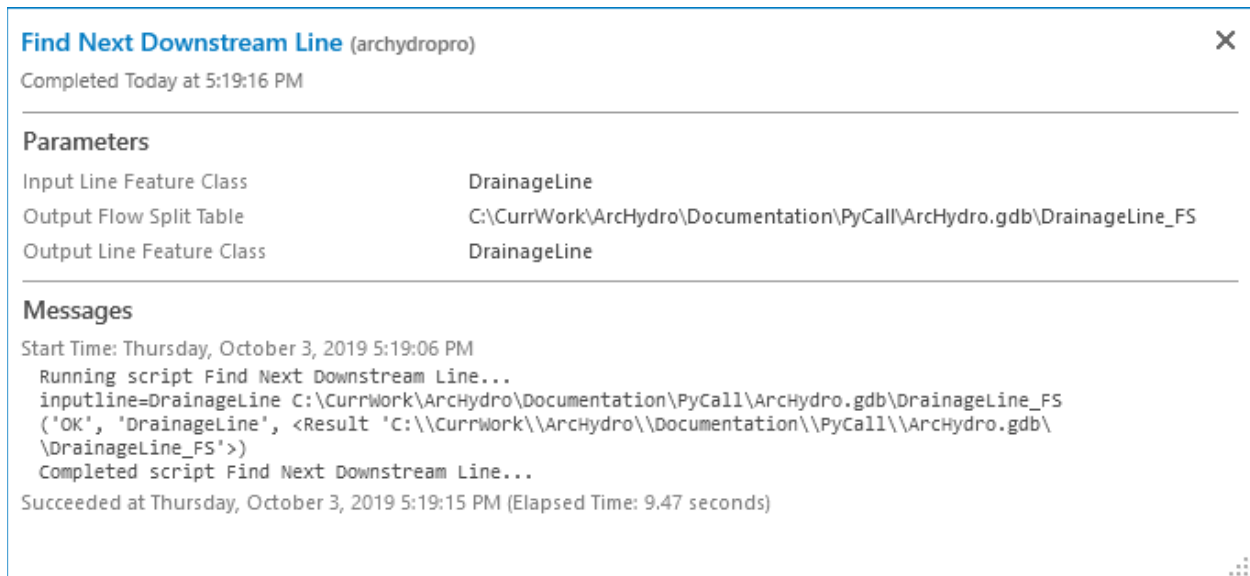 Find Next Downstream Line (archydropro)
Completed Today at 5:19:16 PM
Parameters
Input Line Feature Class DrainageLine
Output Flow Split Table C:\CurrWork\ArcHydro\Documentation\PyCall\ArcHydro.gdb\DrainageLine_FS
Output Line Feature Class DrainageLine
Messages
Start Time: Thursday, October 3, 2019 5:19:06 PM
Running script Find Next Downstream Line...
inputline=DrainageLine C:\CurrWork\ArcHydro\Documentation\PyCall\ArcHydro.gdb\DrainageLine_FS
('OK', 'DrainageLine', <Result 'C:\\CurrWork\\ArcHydro\\Documentation\\PyCall\\ArcHydro.gdb\
\DrainageLine_FS'>)
Completed script Find Next Downstream Line...
Succeeded at Thursday, October 3, 2019 5:19:15 PM (Elapsed Time: 9.47 seconds)